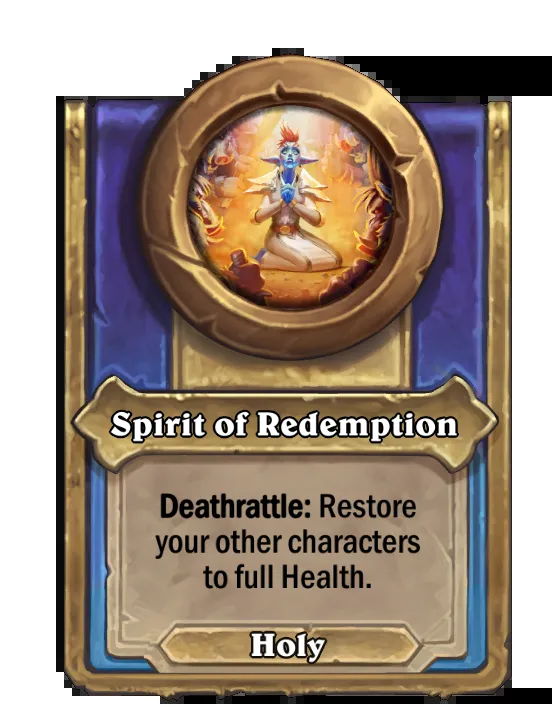 Spirit of Redemption
Deathrattle: Restore
your other characters
to full Health.
Holy